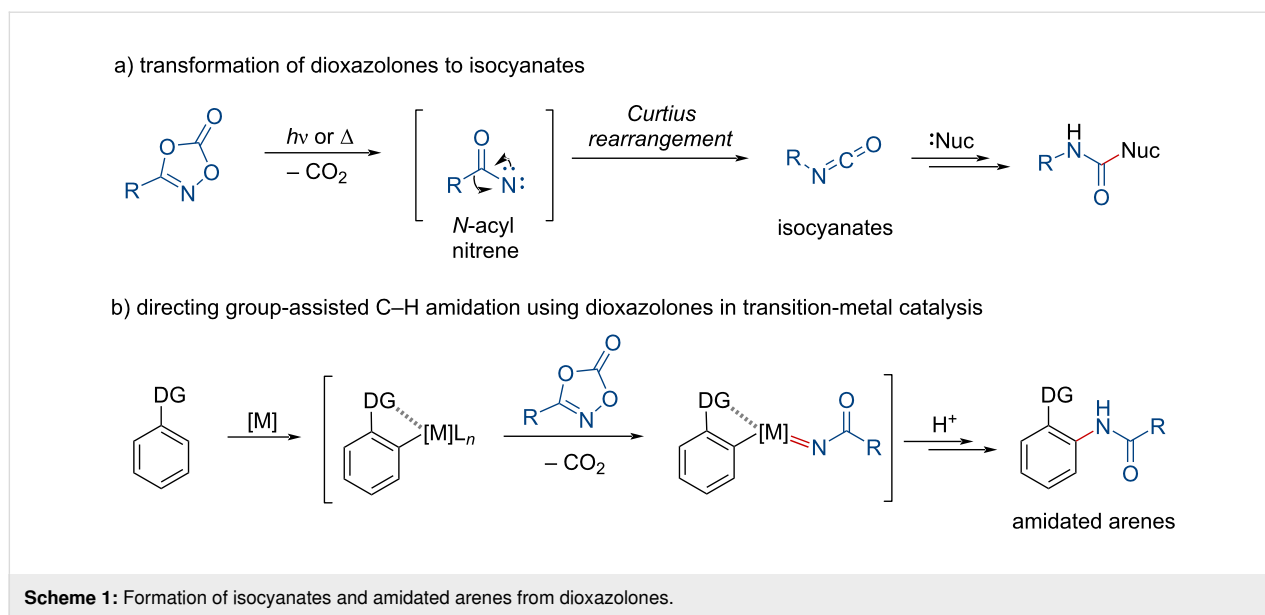 a) transformation of dioxazolones to isocyanates
O
O
O
N
R
hν or Δ
– CO2
O
R
N:
N-acyl
nitrene
Curtius
rearrangement
R
N
C
O
isocyanates
:Nuc
H
R
N
Nuc
O
b) directing group-assisted C–H amidation using dioxazolones in transition-metal catalysis
DG
[M]
DG
[M]Ln
O
O
O
N
R
– CO2
DG
[M]
N
O
R
H+
DG
H
N
R
O
amidated arenes
Scheme 1: Formation of isocyanates and amidated arenes from dioxazolones.